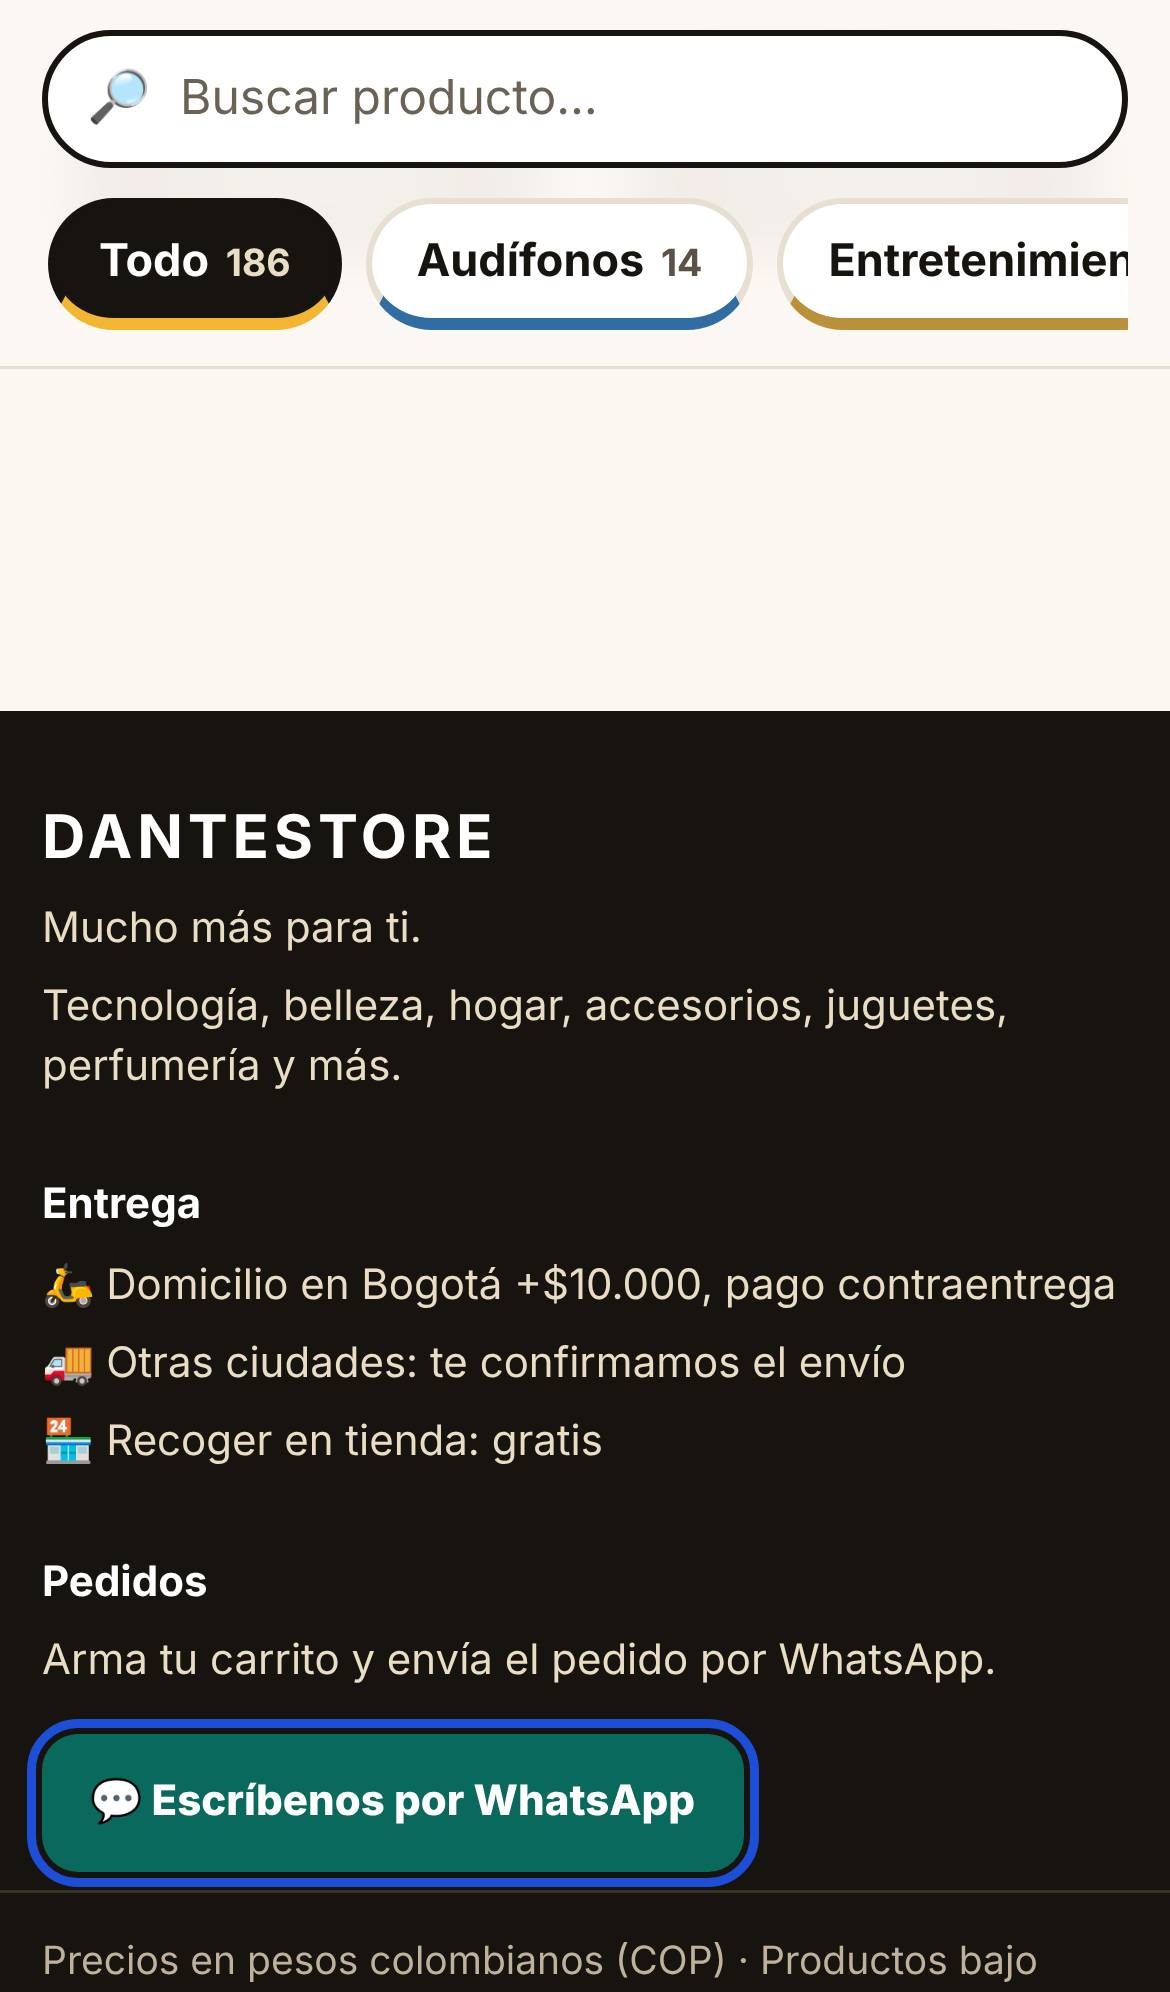 Buscar producto...
Todo 186
Audífonos 14
Entretenimien
DANTESTORE
Mucho más para ti.
Tecnología, belleza, hogar, accesorios, juguetes,
perfumería y más.
Entrega
Domicilio en Bogotá +$10.000, pago contraentrega
Otras ciudades: te confirmamos el envío
24
Recoger en tienda: gratis
Pedidos
Arma tu carrito y envía el pedido por WhatsApp.
Escríbenos por WhatsApp
Precios en pesos colombianos (COP) · Productos bajo